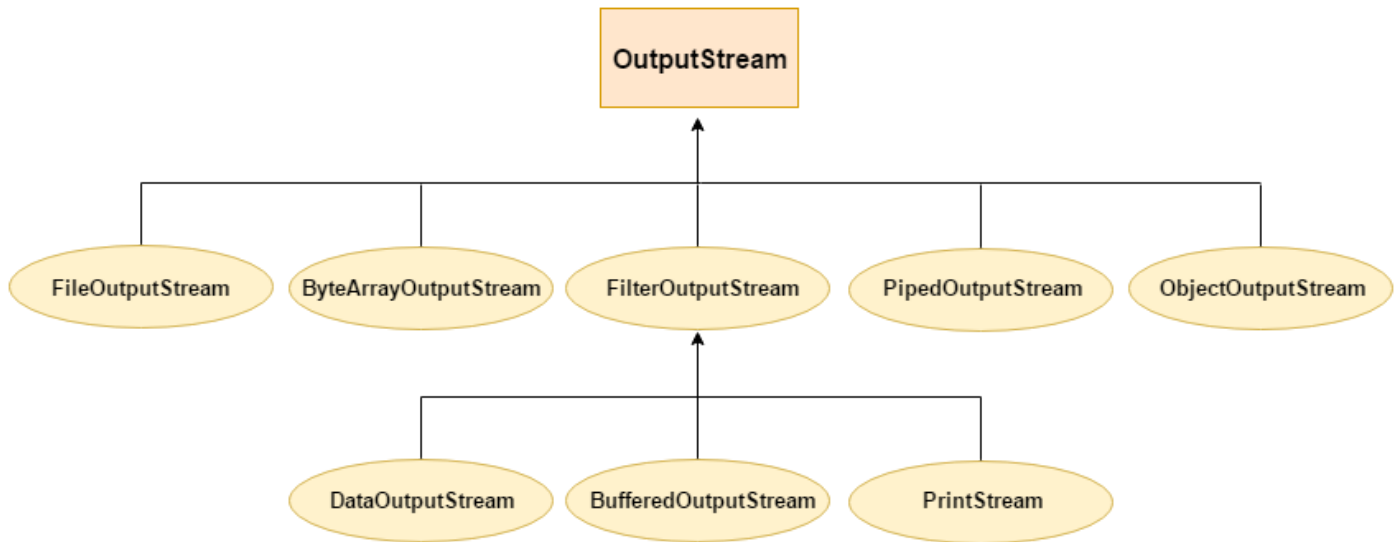 OutputStream
FileOutputStream
ByteArrayOutputStream
FilterOutputStream
PipedOutputStream
ObjectOutputStream
DataOutputStream
BufferedOutputStream
PrintStream